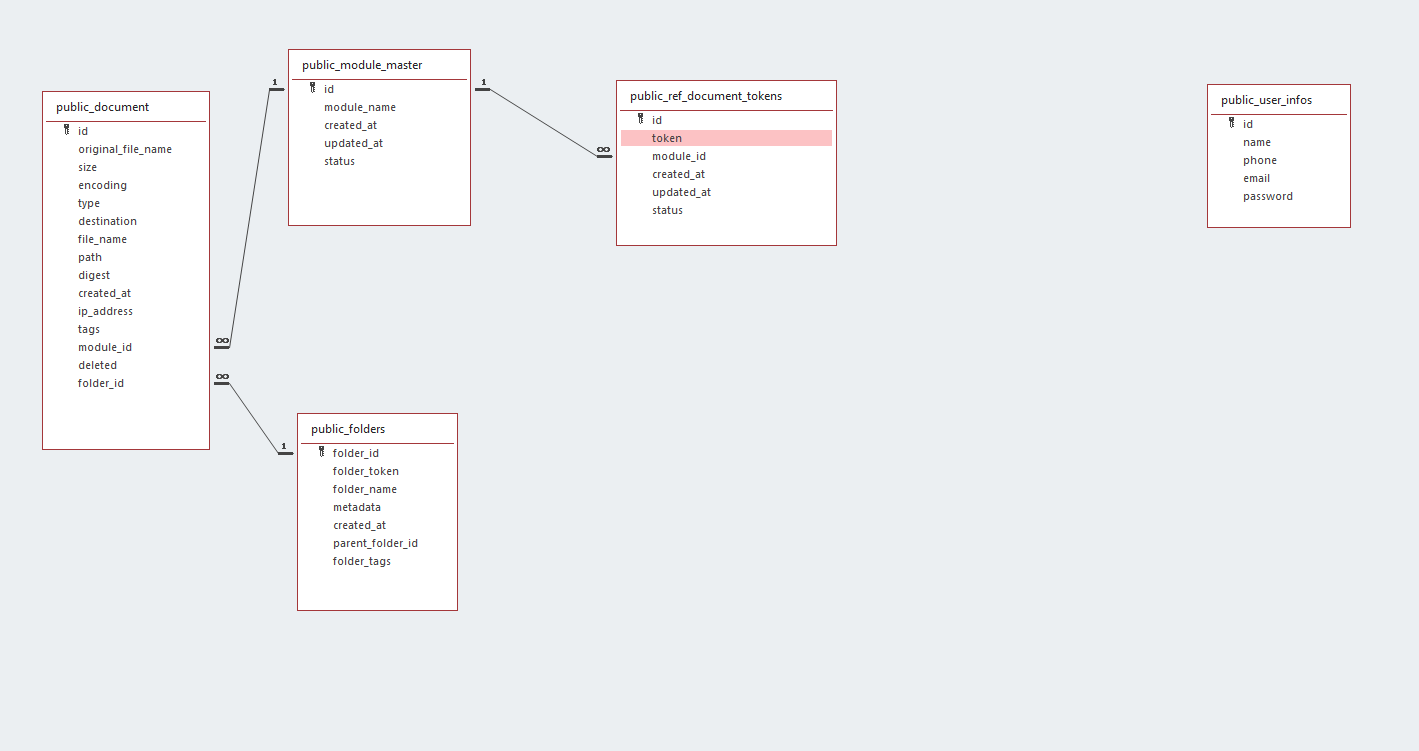 public_document
id
original_file_name
size
encoding
type
destination
file_name
path
digest
created_at
ip_address
tags
module_id
deleted
folder_id
1
∞
∞
1
public_module_master
id
module_name
created_at
updated_at
status
1
∞
public_ref_document_tokens
id
token
module_id
created_at
updated_at
status
public_user_infos
id
name
phone
email
password
public_folders
folder_id
folder_token
folder_name
metadata
created_at
parent_folder_id
folder_tags